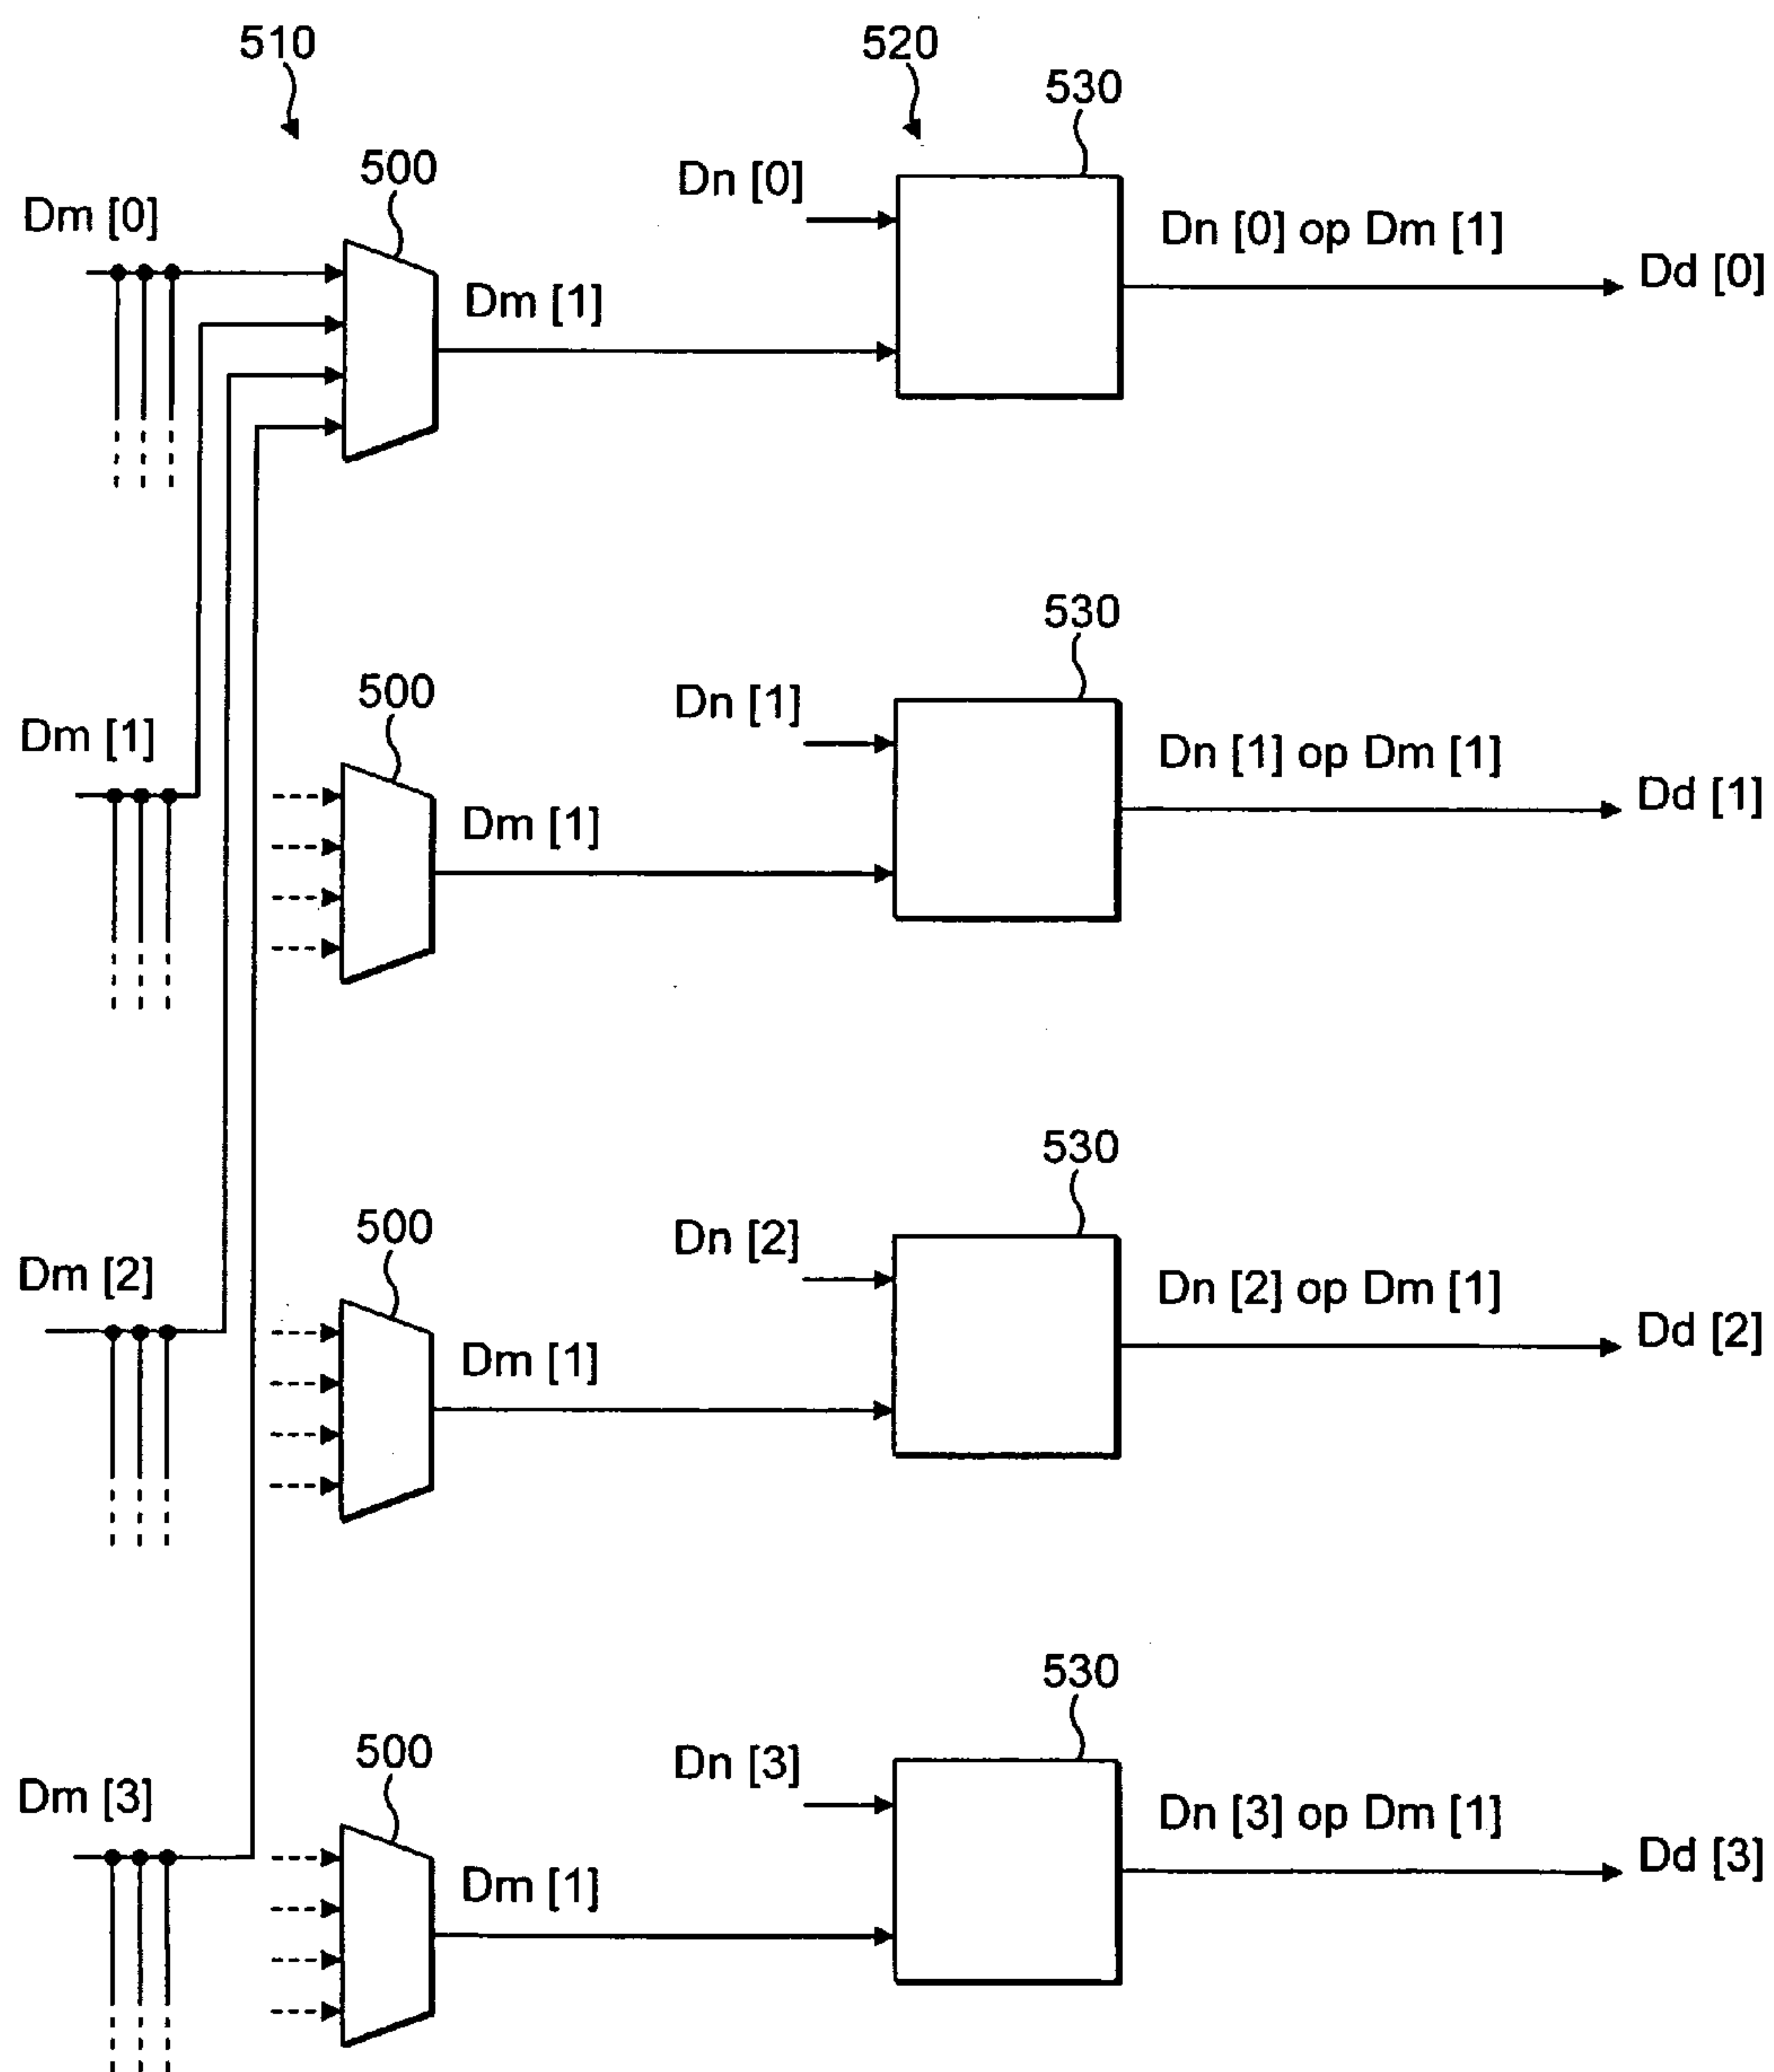 510
520
530
500
Dn [0]
Dm [0]
Dn [0] op Dm [1]
Dd [0]
Dm [1]
530
500
Dn [1]
Dm [1]
Dn [1] op Dm [1]
Dd [1]
Dm [1]
530
500
Dn [2]
Dm [2]
Dn [2] op Dm [1]
Dd [2]
Dm [1]
530
500
Dn [3]
Dm [3]
Dn [3] op Dm [1]
Dd [3]
Dm [1]